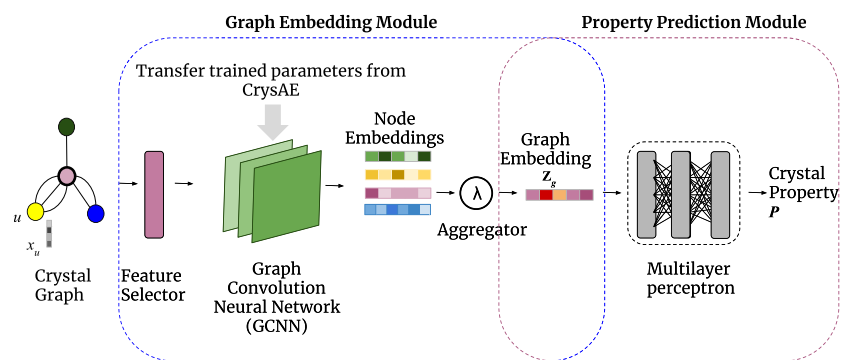 Graph Embedding Module
Property Prediction Module
Transfer trained parameters from
CrysAE
Node
Embeddings
Graph
Embedding
Z_g
λ
Aggregator
u
x_u
Crystal
Graph
Feature
Selector
Graph
Convolution
Neural Network
(GCNN)
Multilayer
perceptron
Crystal
Property
P